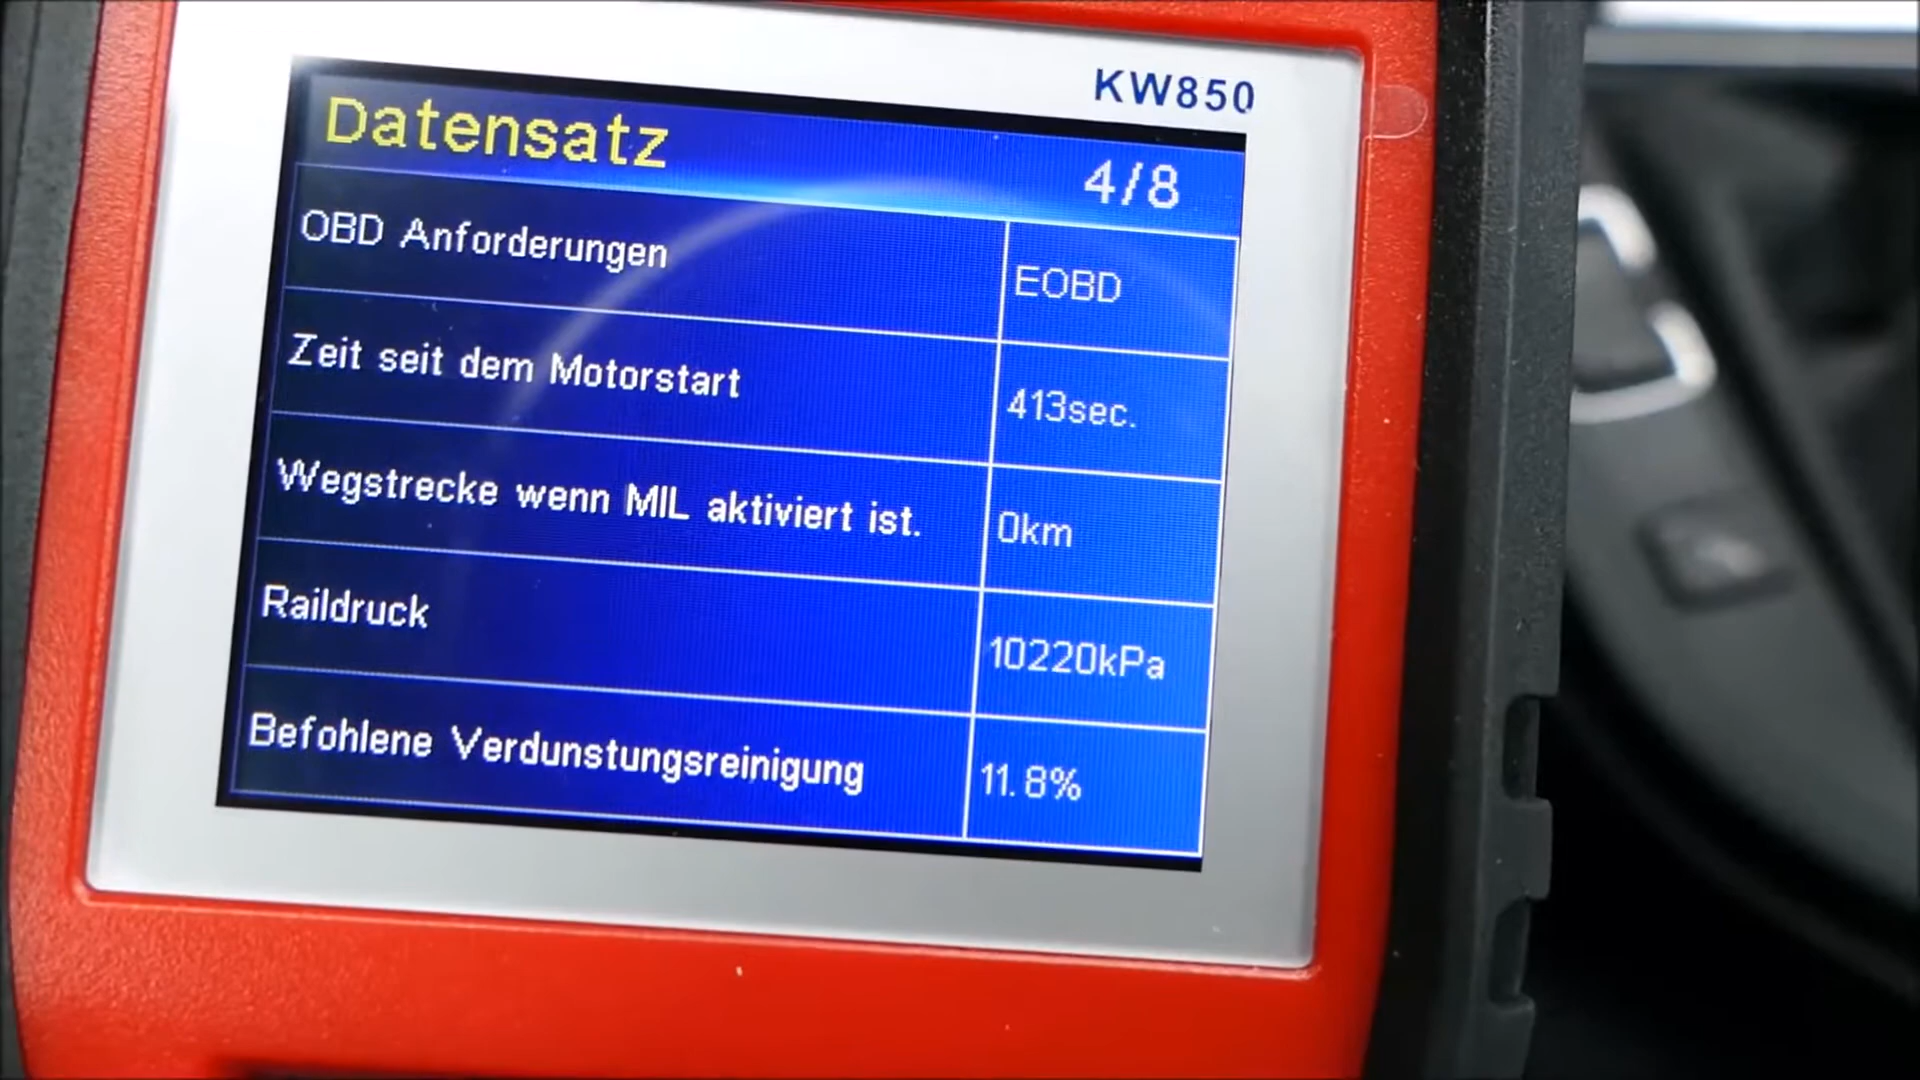 KW850
Datensatz 4/8
OBD Anforderungen EOBD
Zeit seit dem Motorstart 413sec.
Wegstrecke wenn MIL aktiviert ist. 0km
Raildruck 10220kPa
Befohlene Verdunstungsreinigung 11.8%